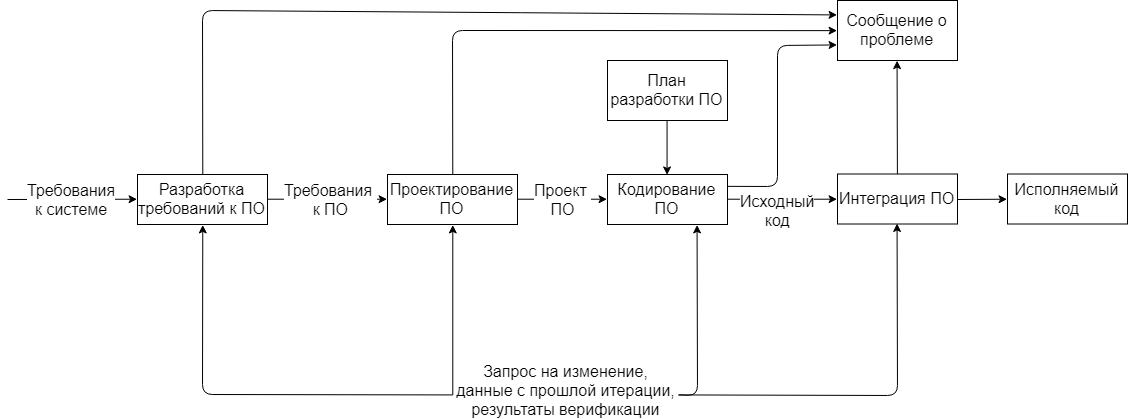 Сообщение о
проблеме
План
разработки ПО
Требования
к системе
Разработка
требований к ПО
Требования
к ПО
Проектирование
ПО
Проект
ПО
Кодирование
ПО
Исходный
код
Интеграция ПО
Исполняемый
код
Запрос на изменение,
данные с прошлой итерации,
результаты верификации